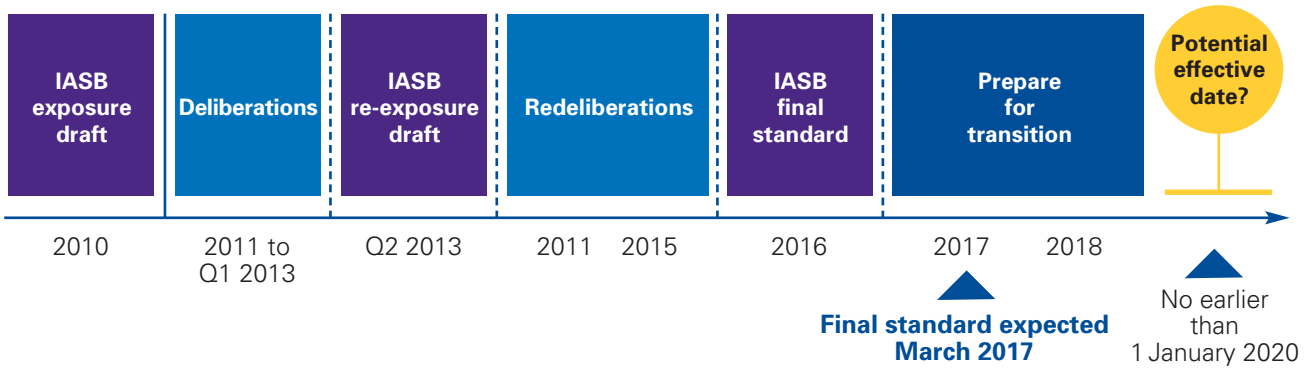 IASB
exposure
draft
Deliberations
IASB
re-exposure
draft
Redeliberations
IASB
final
standard
Prepare
for
transition
Potential
effective
date?
2010
2011 to
Q1 2013
Q2 2013
2011 2015
2016
2017 2018
Final standard expected
March 2017
No earlier
than
1 January 2020